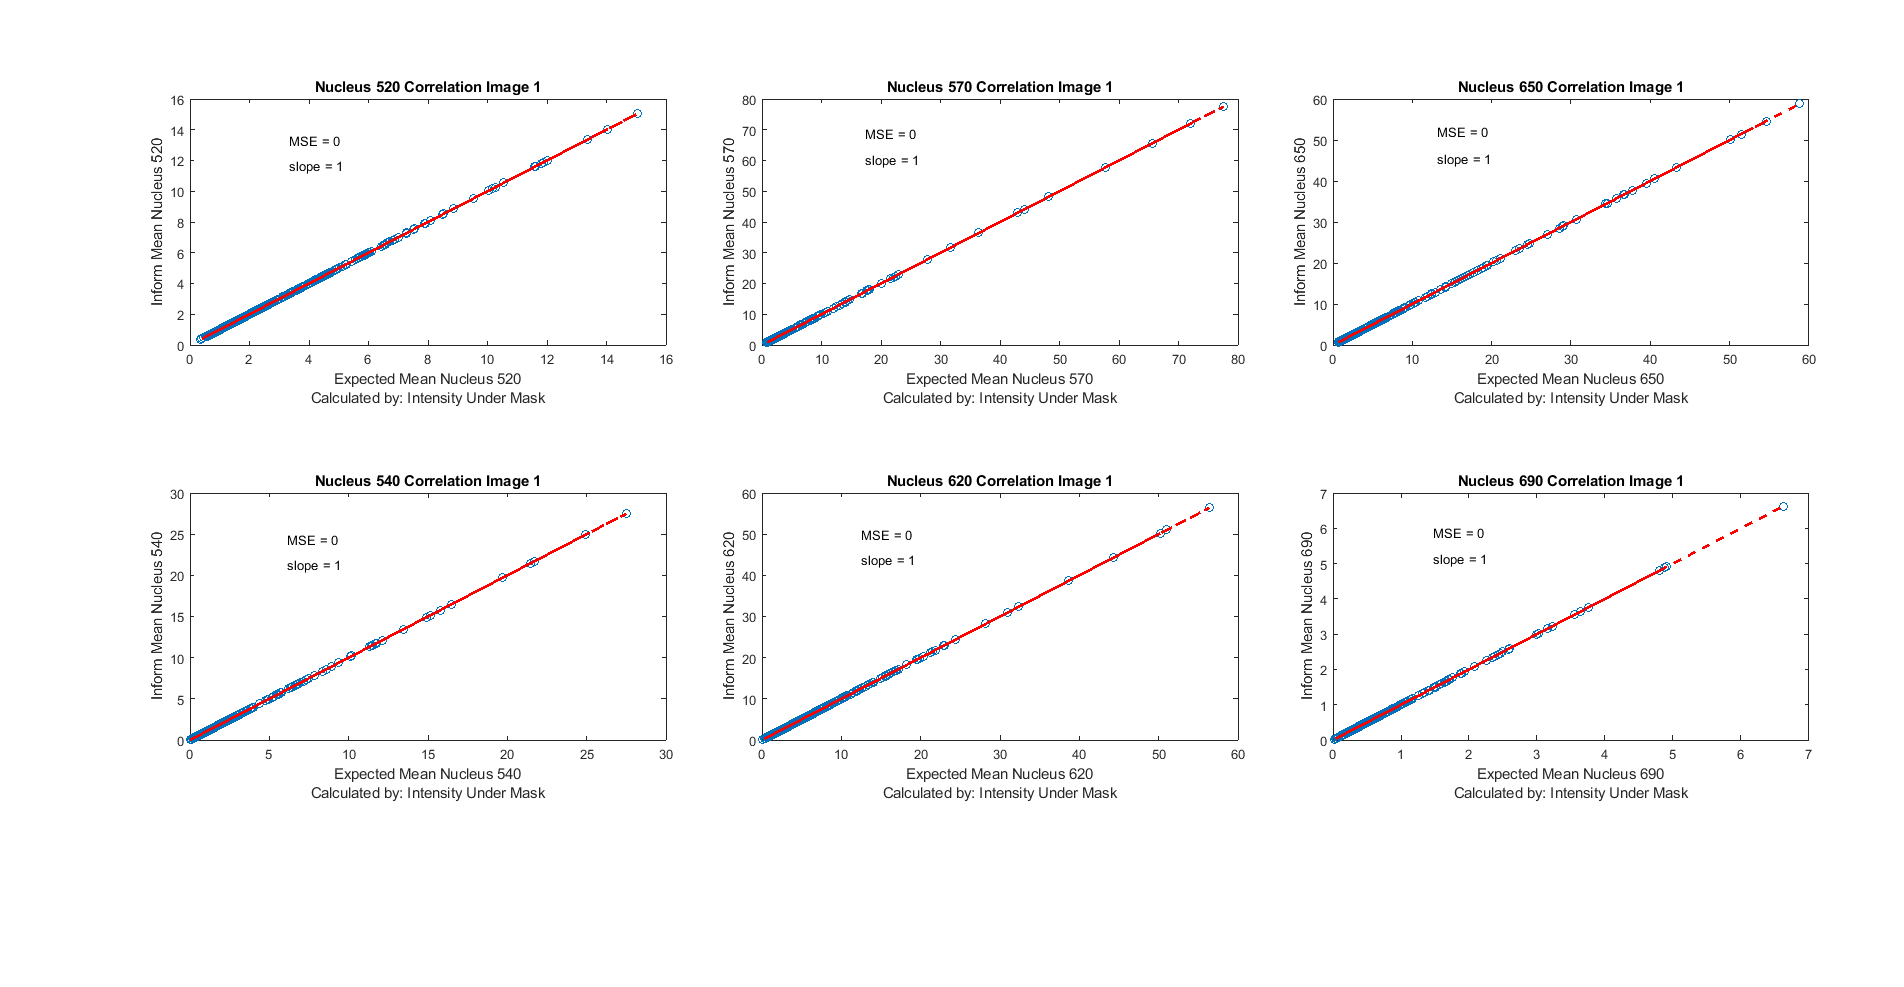 Nucleus 520 Correlation Image 1
MSE = 0
slope = 1
Inform Mean Nucleus 520
16
14
12
10
8
6
4
2
0
0 2 4 6 8 10 12 14 16
Expected Mean Nucleus 520
Calculated by: Intensity Under Mask
Nucleus 570 Correlation Image 1
MSE = 0
slope = 1
Inform Mean Nucleus 570
80
70
60
50
40
30
20
10
0
0 10 20 30 40 50 60 70 80
Expected Mean Nucleus 570
Calculated by: Intensity Under Mask
Nucleus 650 Correlation Image 1
MSE = 0
slope = 1
Inform Mean Nucleus 650
60
50
40
30
20
10
0
0 10 20 30 40 50 60
Expected Mean Nucleus 650
Calculated by: Intensity Under Mask
Nucleus 540 Correlation Image 1
MSE = 0
slope = 1
Inform Mean Nucleus 540
30
25
20
15
10
5
0
0 5 10 15 20 25 30
Expected Mean Nucleus 540
Calculated by: Intensity Under Mask
Nucleus 620 Correlation Image 1
MSE = 0
slope = 1
Inform Mean Nucleus 620
60
50
40
30
20
10
0
0 10 20 30 40 50 60
Expected Mean Nucleus 620
Calculated by: Intensity Under Mask
Nucleus 690 Correlation Image 1
MSE = 0
slope = 1
Inform Mean Nucleus 690
7
6
5
4
3
2
1
0
0 1 2 3 4 5 6 7
Expected Mean Nucleus 690
Calculated by: Intensity Under Mask